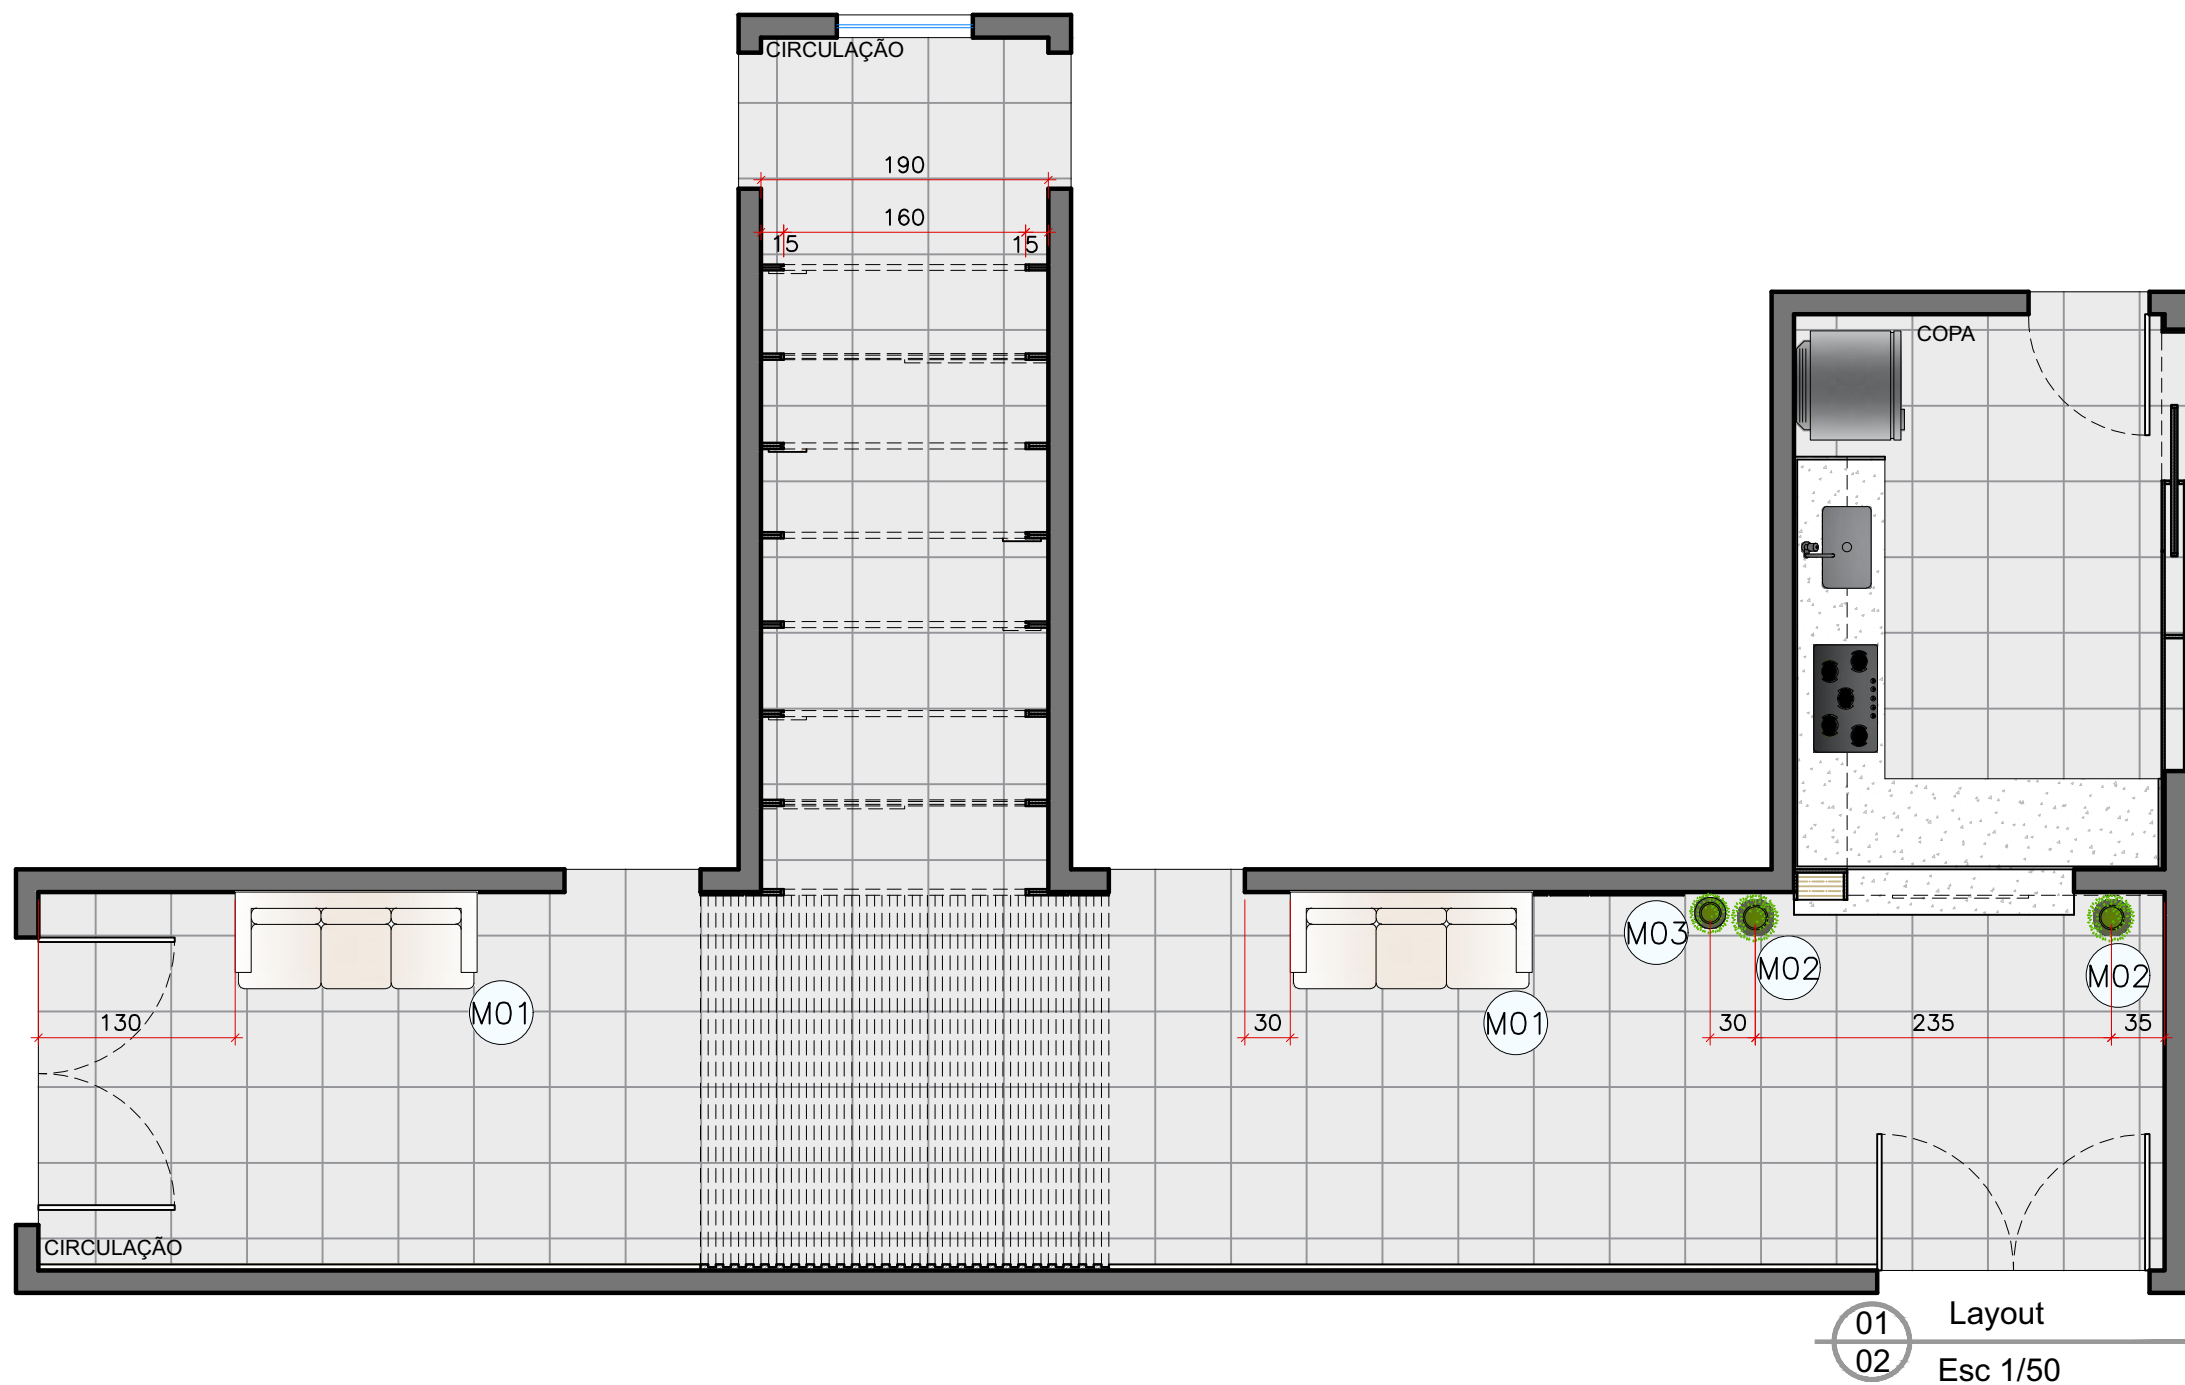 CIRCULAÇÃO
190
160
15
15
COPA
M03
M02
M02
M01
M01
130
30
30
235
35
CIRCULAÇÃO
01
Layout
02
Esc 1/50